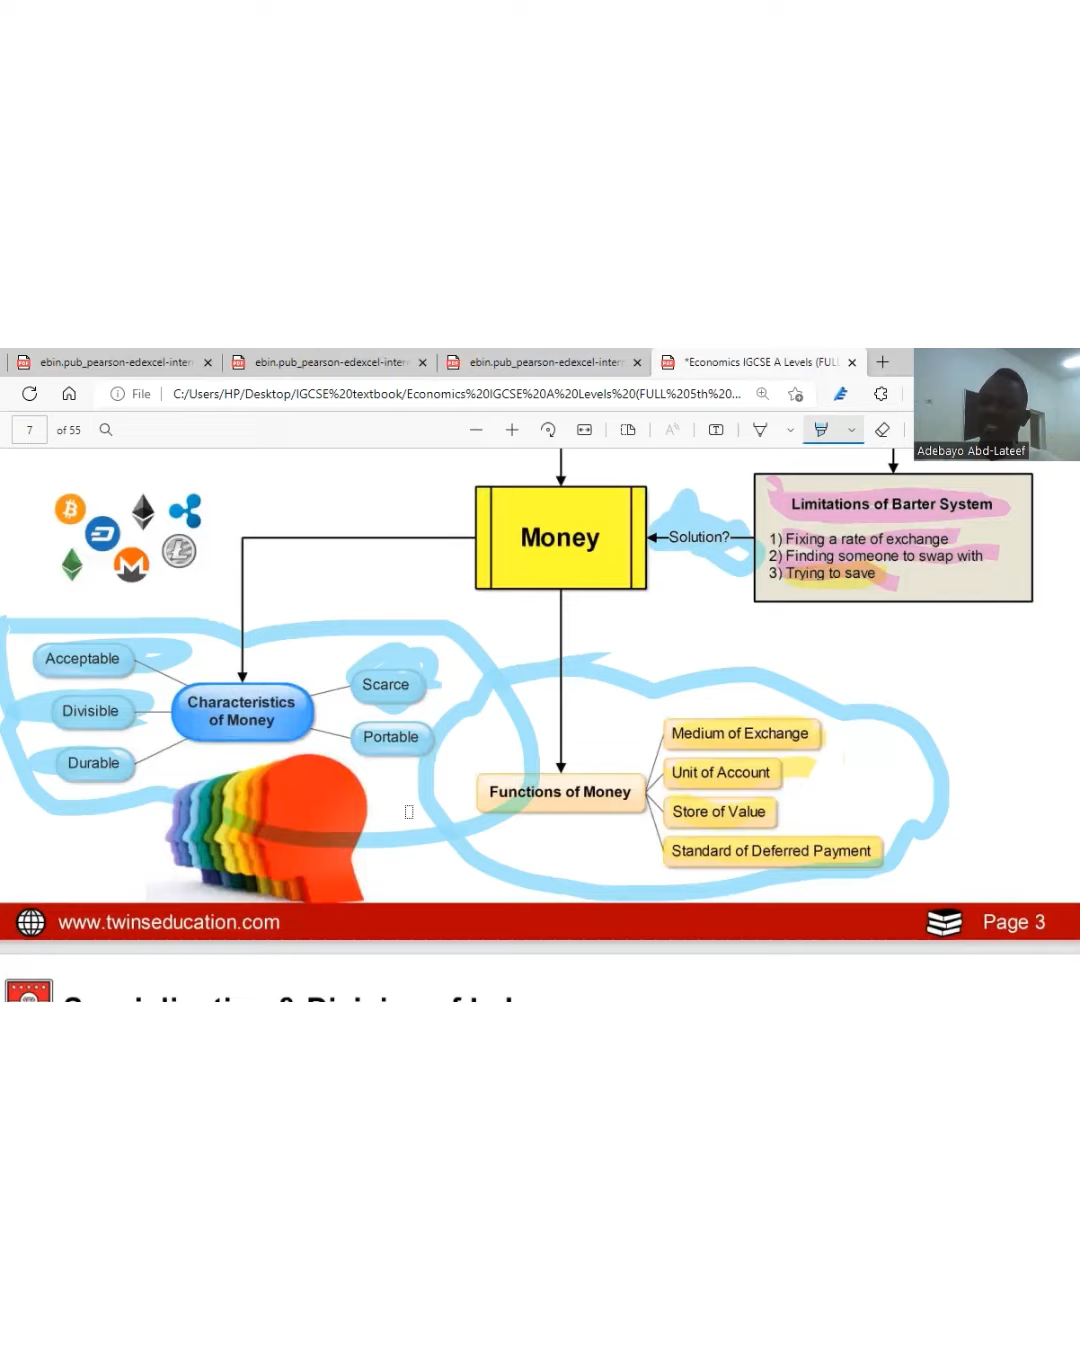 ebin.pub_pearson-edexcel-inter
ebin.pub_pearson-edexcel-intern
ebin.pub_pearson-edexcel-intern
*Economics IGCSE A Levels (FUL
File
C:/Users/HP/Desktop/IGCSE%20textbook/Economics%20IGCSE%20A%20Levels%20(FULL%205th%20...
7 of 55
Adebayo Abd-Lateef
Money
Solution?
Limitations of Barter System
1) Fixing a rate of exchange
2) Finding someone to swap with
3) Trying to save
Acceptable
Divisible
Durable
Characteristics
of Money
Scarce
Portable
Functions of Money
Medium of Exchange
Unit of Account
Store of Value
Standard of Deferred Payment
www.twinseducation.com
Page 3